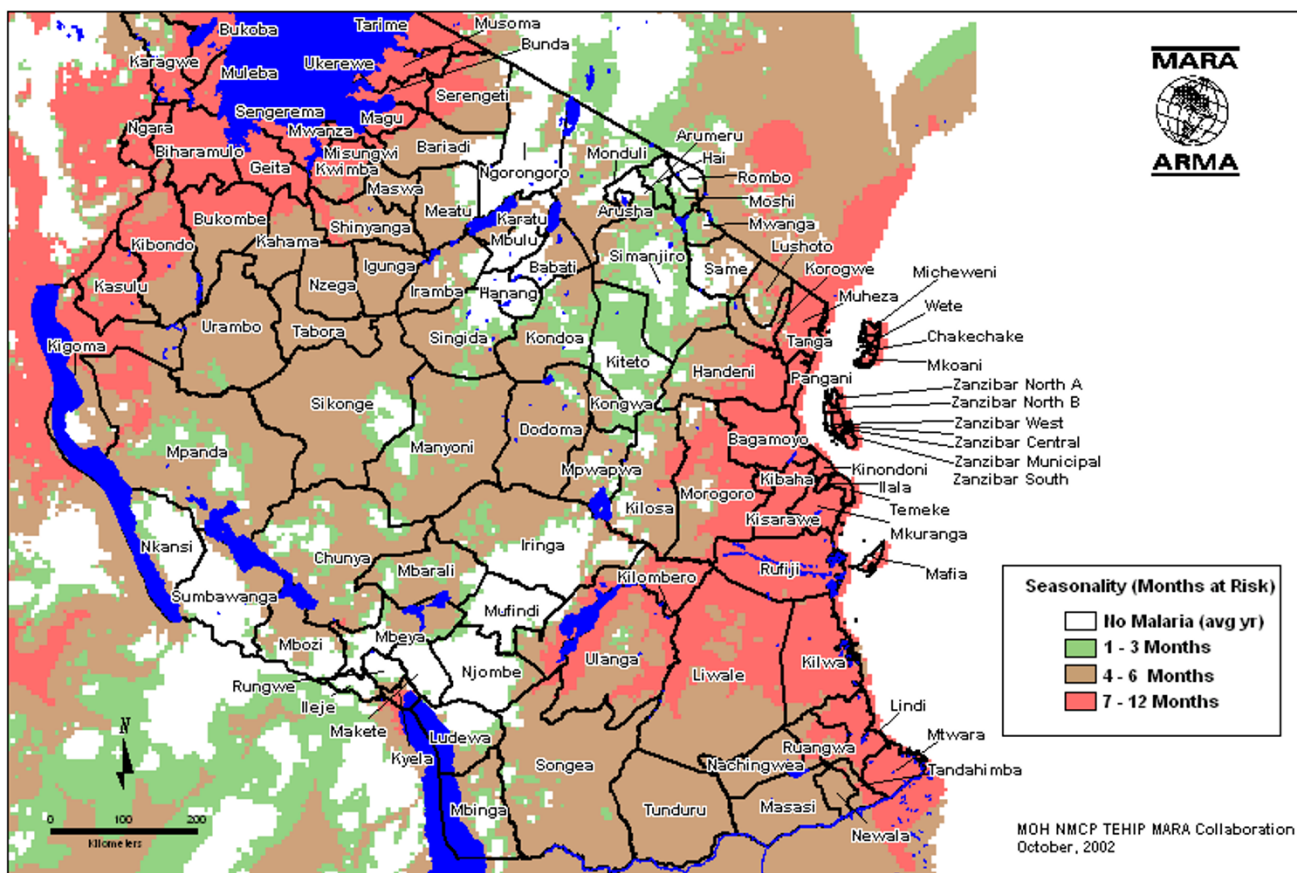 Bukoba
Tarime
Musoma
Bunda
Karagwe
Muleba
Ukerewe
Serengeti
Sengerema
Magu
Ngara
Mwanza
Biharamulo
Geita
Misungwi
Kwimba
Bariadi
Ngorongoro
Monduli
Arumeru
Hai
Rombo
Moshi
Arusha
Mwanga
Maswa
Meatu
Karatu
Mbulu
Bukombe
Shinyanga
Kahama
Kibondo
Kasulu
Igunga
Nzega
Iramba
Hanang
Babati
Simanjiro
Same
Lushoto
Korogwe
Muheza
Micheweni
Wete
Chakechake
Mkoani
Kigoma
Urambo
Tabora
Singida
Kondoa
Kiteto
Handeni
Tanga
Pangani
Zanzibar North A
Zanzibar North B
Zanzibar West
Zanzibar Central
Zanzibar Municipal
Zanzibar South
Sikonge
Manyoni
Dodoma
Kongwa
Mpanda
Mpwapwa
Bagamoyo
Kibaha
Kinondoni
Ilala
Temeke
Mkuranga
Mafia
Kilosa
Morogoro
Kisarawe
Nkansi
Sumbawanga
Chunya
Mbarali
Iringa
Mufindi
Kilombero
Rufiji
Mbozi
Mbeya
Njombe
Ulanga
Liwale
Kilwa
Rungwe
Ileje
Makete
Kyela
Ludewa
Lindi
Mtwara
Ruangwa
Nachingwea
Tandahimba
Songea
Mbinga
Tunduru
Masasi
Newala
MARA
ARMA
Seasonality (Months at Risk)
No Malaria (avg yr)
1 - 3 Months
4 - 6 Months
7 - 12 Months
N
0 100 200
Kilometers
MOH NMCP TEHIP MARA Collaboration
October, 2002